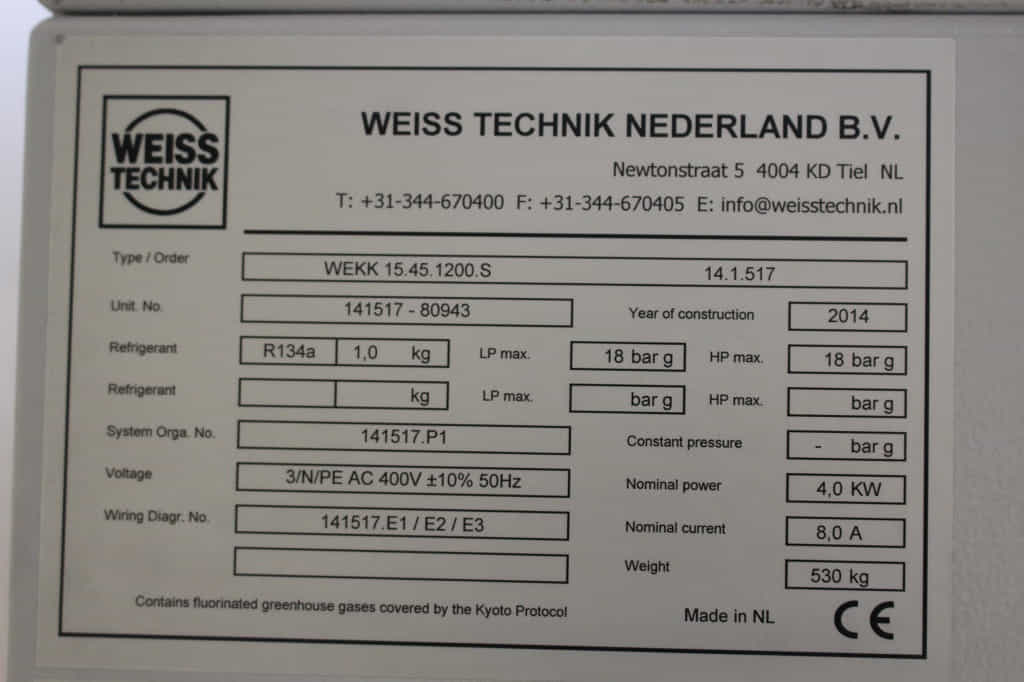 WEISS
TECHNIK
WEISS TECHNIK NEDERLAND B.V.
Newtonstraat 5 4004 KD Tiel NL
T: +31-344-670400 F: +31-344-670405 E: info@weisstechnik.nl
Type / Order WEKK 15.45.1200.S 14.1.517
Unit. No. 141517 - 80943 Year of construction 2014
Refrigerant R134a 1,0 kg LP max. 18 bar g HP max. 18 bar g
Refrigerant kg LP max. bar g HP max. bar g
System Orga. No. 141517.P1 Constant pressure - bar g
Voltage 3/N/PE AC 400V ±10% 50Hz Nominal power 4,0 KW
Wiring Diagr. No. 141517.E1 / E2 / E3 Nominal current 8,0 A
Weight 530 kg
Contains fluorinated greenhouse gases covered by the Kyoto Protocol Made in NL CE